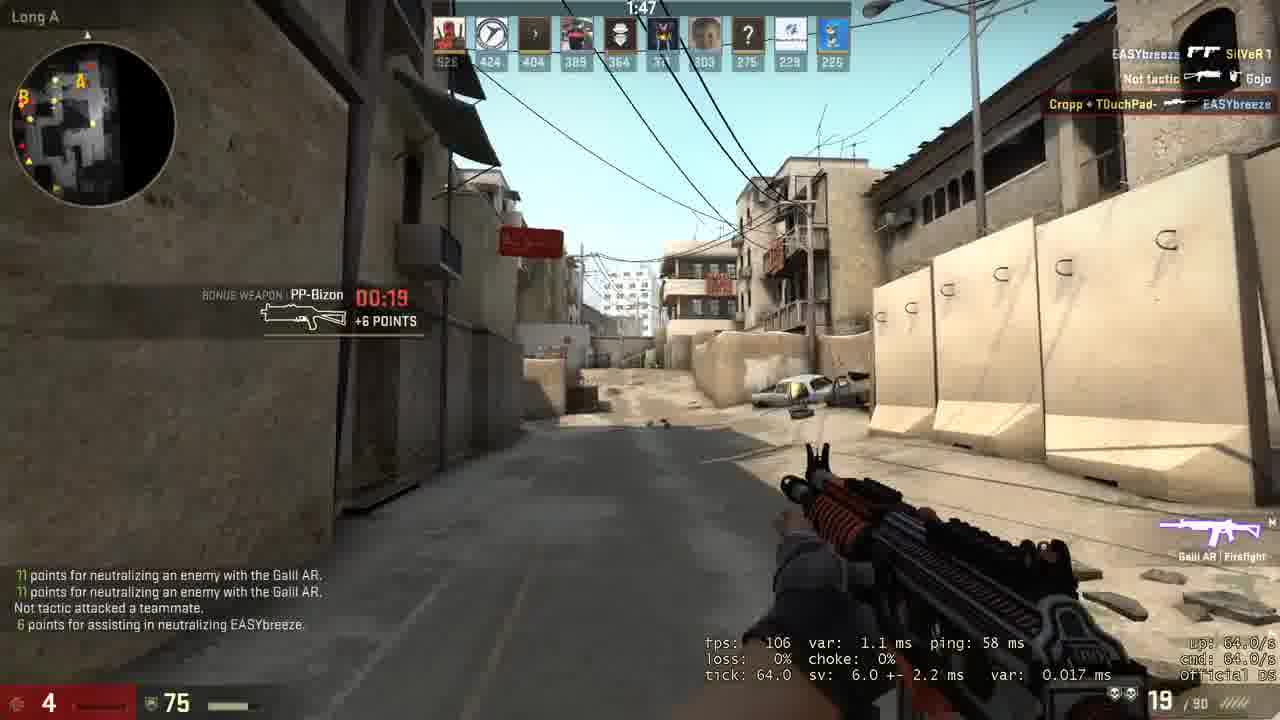 Long A
1:47
526 424 404 389 364 303 275 229 225
?
EASYbreeze SilVeR 1
Not tactic Gojo
Crapp + T0uchPad- EASYbreeze
A
B
BONUS WEAPON: PP-Bizon 00:19
+6 POINTS
Galil AR | Firefight
11 points for neutralizing an enemy with the Galil AR.
11 points for neutralizing an enemy with the Galil AR.
Not tactic attacked a teammate.
6 points for assisting in neutralizing EASYbreeze.
fps: 106 var: 1.1 ms ping: 58 ms up: 64.0/s
loss: 0% choke: 0% cmd: 64.0/s
tick: 64.0 sv: 6.0 +- 2.2 ms var: 0.017 ms official DS
4 75 19 / 90